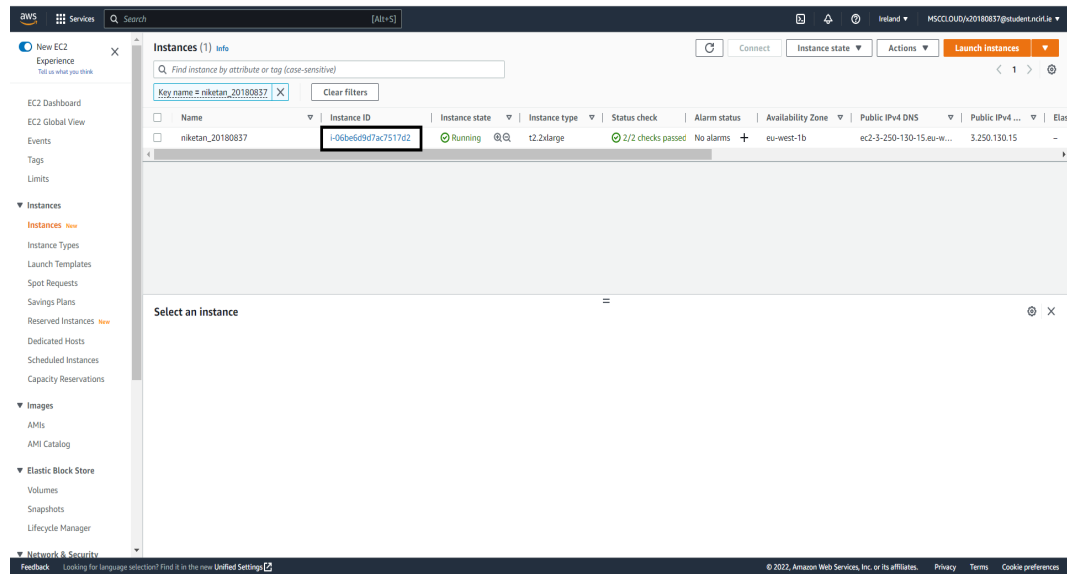 aws Services Search [Alt+S] Ireland ▼ MSCCLOUD/x20180837@student.ncirl.ie ▼
New EC2 Experience
Tell us what you think
EC2 Dashboard
EC2 Global View
Events
Tags
Limits
▼ Instances
Instances New
Instance Types
Launch Templates
Spot Requests
Savings Plans
Reserved Instances New
Dedicated Hosts
Scheduled Instances
Capacity Reservations
▼ Images
AMIs
AMI Catalog
▼ Elastic Block Store
Volumes
Snapshots
Lifecycle Manager
▼ Network & Security
Instances (1) Info
Connect Instance state ▼ Actions ▼ Launch instances ▼
Find instance by attribute or tag (case-sensitive)
1
Key name = niketan_20180837 X Clear filters
Name Instance ID Instance state Instance type Status check Alarm status Availability Zone Public IPv4 DNS Public IPv4 ... Elas
niketan_20180837 i-06be6d9d7ac7517d2 Running t2.2xlarge 2/2 checks passed No alarms + eu-west-1b ec2-3-250-130-15.eu-w... 3.250.130.15 –
Select an instance
Feedback Looking for language selection? Find it in the new Unified Settings © 2022, Amazon Web Services, Inc. or its affiliates. Privacy Terms Cookie preferences